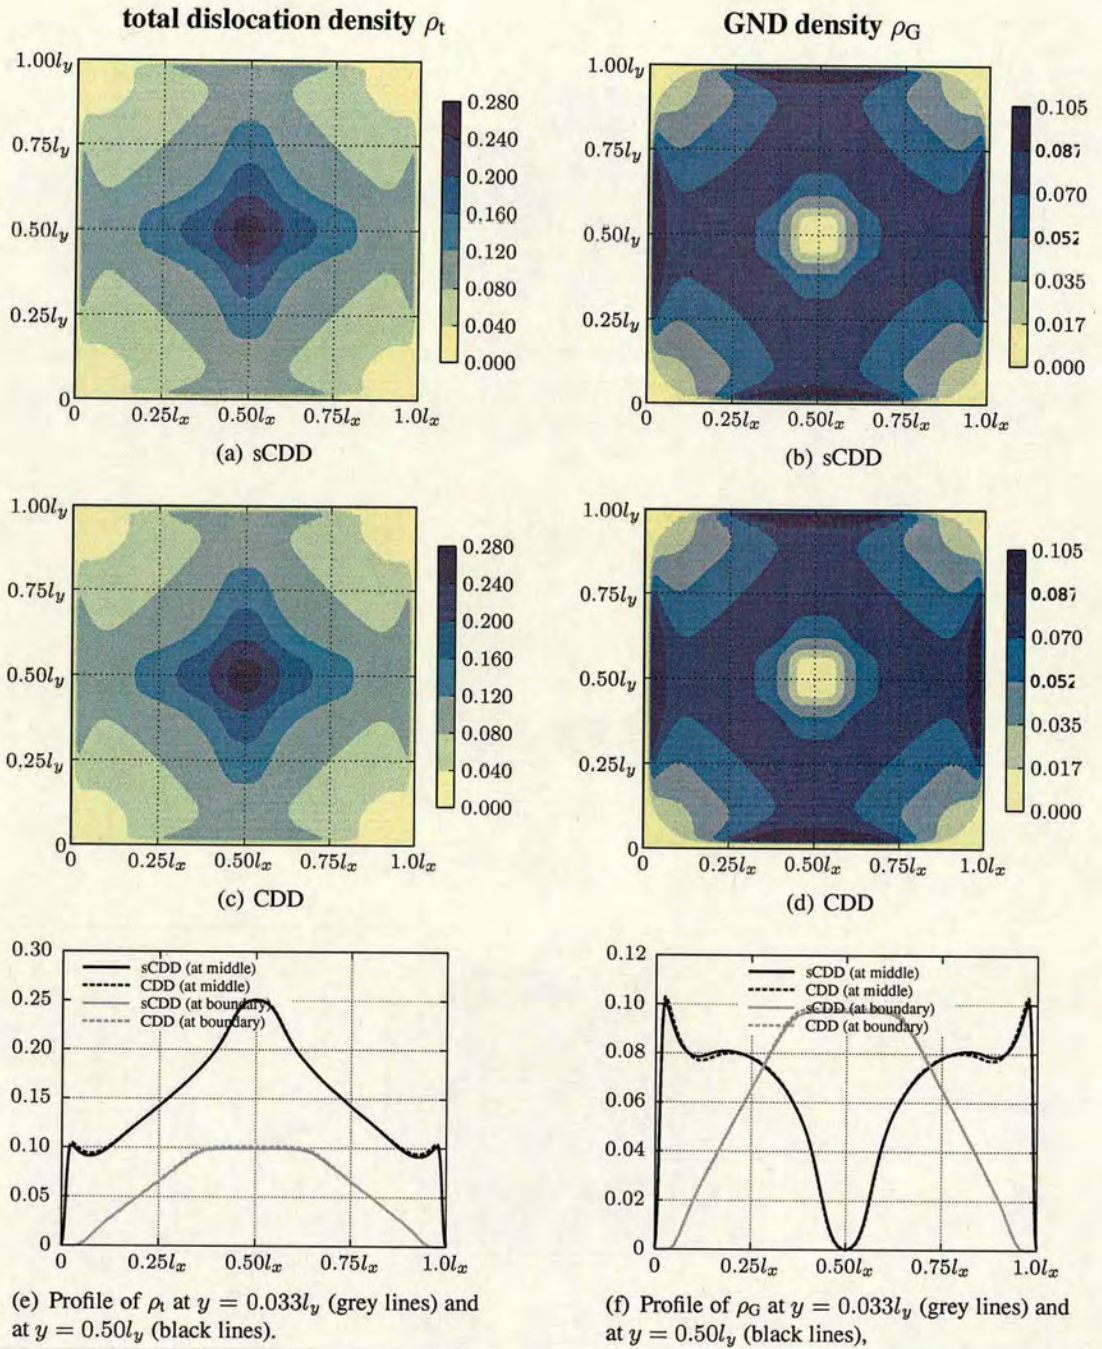 total dislocation density ρt
GND density ρG
1.00ly
0.75ly
0.50ly
0.25ly
0
0 0.25lx 0.50lx 0.75lx 1.0lx
0.280
0.240
0.200
0.160
0.120
0.080
0.040
0.000
(a) sCDD
1.00ly
0.75ly
0.50ly
0.25ly
0
0 0.25lx 0.50lx 0.75lx 1.0lx
0.105
0.087
0.070
0.052
0.035
0.017
0.000
(b) sCDD
1.00ly
0.75ly
0.50ly
0.25ly
0
0 0.25lx 0.50lx 0.75lx 1.0lx
0.280
0.240
0.200
0.160
0.120
0.080
0.040
0.000
(c) CDD
1.00ly
0.75ly
0.50ly
0.25ly
0
0 0.25lx 0.50lx 0.75lx 1.0lx
0.105
0.087
0.070
0.052
0.035
0.017
0.000
(d) CDD
0.30
0.25
0.20
0.15
0.10
0.05
0
sCDD (at middle)
CDD (at middle)
sCDD (at boundary)
CDD (at boundary)
0 0.25lx 0.50lx 0.75lx 1.0lx
(e) Profile of ρt at y = 0.033ly (grey lines) and
at y = 0.50ly (black lines).
0.12
0.10
0.08
0.06
0.04
0.02
0
sCDD (at middle)
CDD (at middle)
sCDD (at boundary)
CDD (at boundary)
0 0.25lx 0.50lx 0.75lx 1.0lx
(f) Profile of ρG at y = 0.033ly (grey lines) and
at y = 0.50ly (black lines),